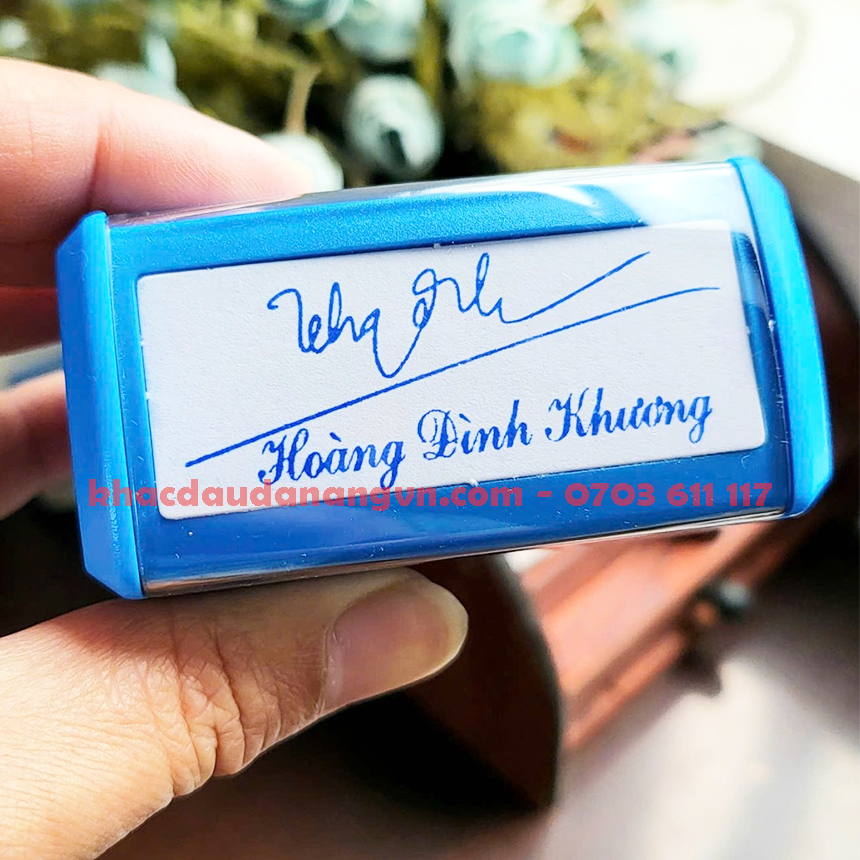 Hoàng Đình Khương
khacdaudanangvn.com - 0703 611 117